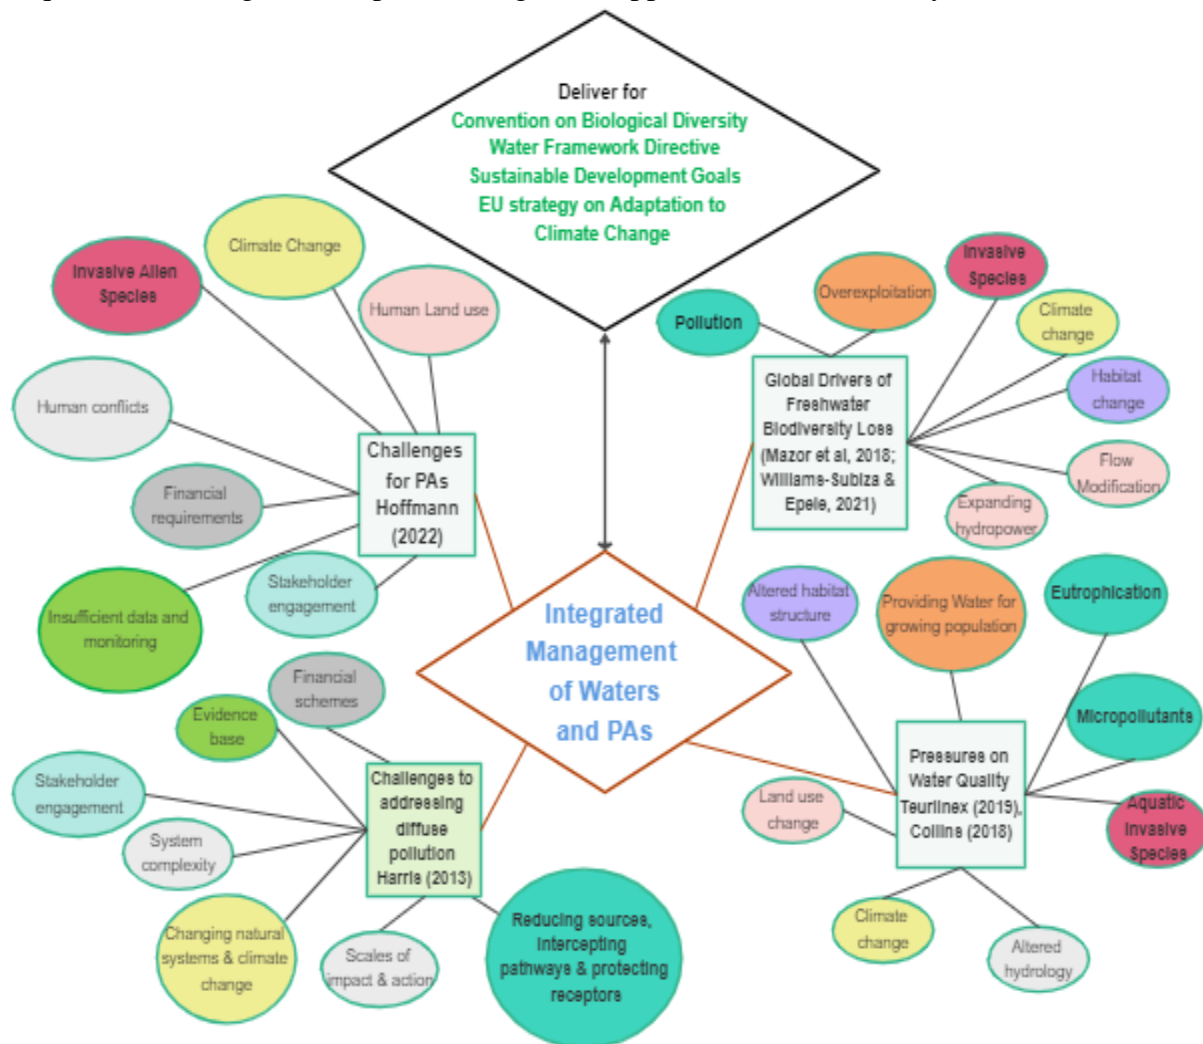 Deliver for
Convention on Biological Diversity
Water Framework Directive
Sustainable Development Goals
EU strategy on Adaptation to
Climate Change
Climate Change
Invasive Alien
Species
Human Land use
Human conflicts
Financial
requirements
Challenges
for PAs
Hoffmann
(2022)
Insufficient data and
monitoring
Stakeholder
engagement
Pollution
Overexploitation
Invasive
Species
Climate
change
Habitat
change
Flow
Modification
Expanding
hydropower
Global Drivers of
Freshwater
Biodiversity Loss
(Mazor et al, 2018;
Williams-Subiza &
Epele, 2021)
Integrated
Management
of Waters
and PAs
Financial
schemes
Evidence
base
Stakeholder
engagement
System
complexity
Changing natural
systems & climate
change
Scales of
impact & action
Reducing sources,
intercepting
pathways & protecting
receptors
Challenges to
addressing
diffuse
pollution
Harris (2013)
Altered habitat
structure
Providing Water for
growing population
Eutrophication
Micropollutants
Aquatic
Invasive
Species
Pressures on
Water Quality
Teurlinex (2019),
Collins (2018)
Land use
change
Climate
change
Altered
hydrology